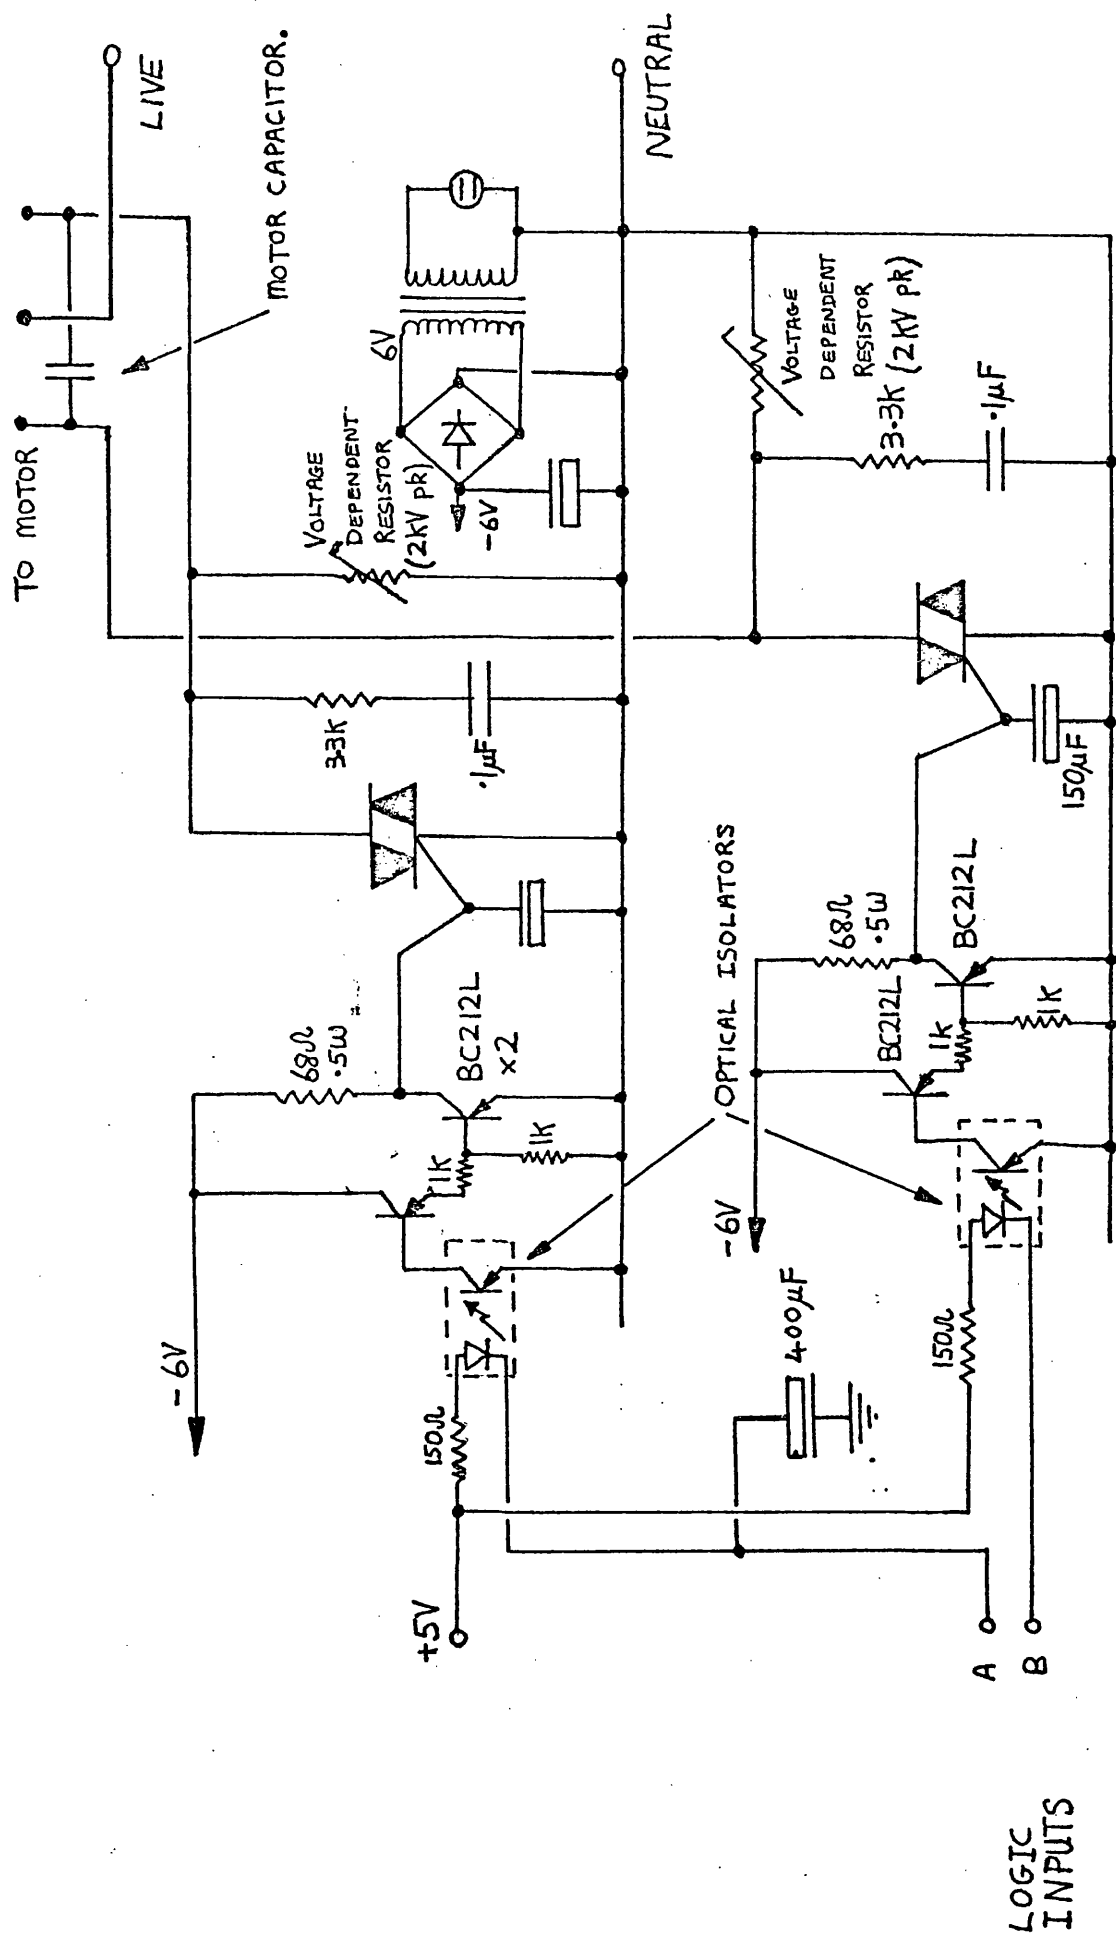 TO MOTOR
LIVE
MOTOR CAPACITOR.
NEUTRAL
6V
-6V
VOLTAGE
DEPENDENT
RESISTOR
(2KV pk)
3.3K
.1µF
68Ω
.5W
BC212L
x2
1K
1K
-6V
150Ω
+5V
OPTICAL ISOLATORS
VOLTAGE
DEPENDENT
RESISTOR
(2KV pk)
3.3K
.1µF
150µF
68Ω
.5W
BC212L
BC212L
1K
1K
-6V
400µF
150Ω
A
B
LOGIC
INPUTS